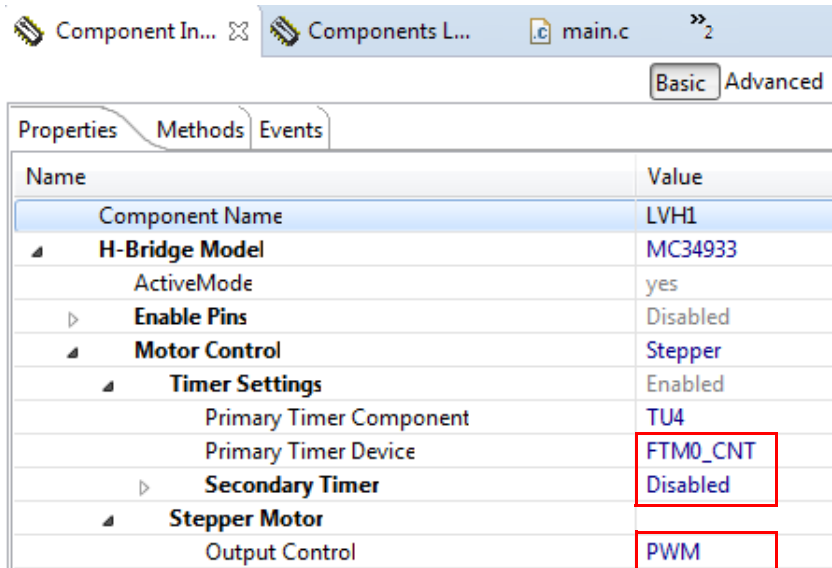 Component In... Components L... main.c »2
Basic Advanced
Properties Methods Events
Name Value
Component Name LVH1
H-Bridge Model MC34933
ActiveMode yes
Enable Pins Disabled
Motor Control Stepper
Timer Settings Enabled
Primary Timer Component TU4
Primary Timer Device FTM0_CNT
Secondary Timer Disabled
Stepper Motor
Output Control PWM